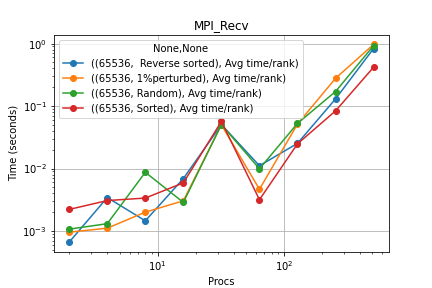 MPI_Recv
None,None
((65536,  Reverse sorted), Avg time/rank)
((65536, 1%perturbed), Avg time/rank)
((65536, Random), Avg time/rank)
((65536, Sorted), Avg time/rank)
Time (seconds)
10⁰
10⁻¹
10⁻²
10⁻³
10¹
10²
Procs